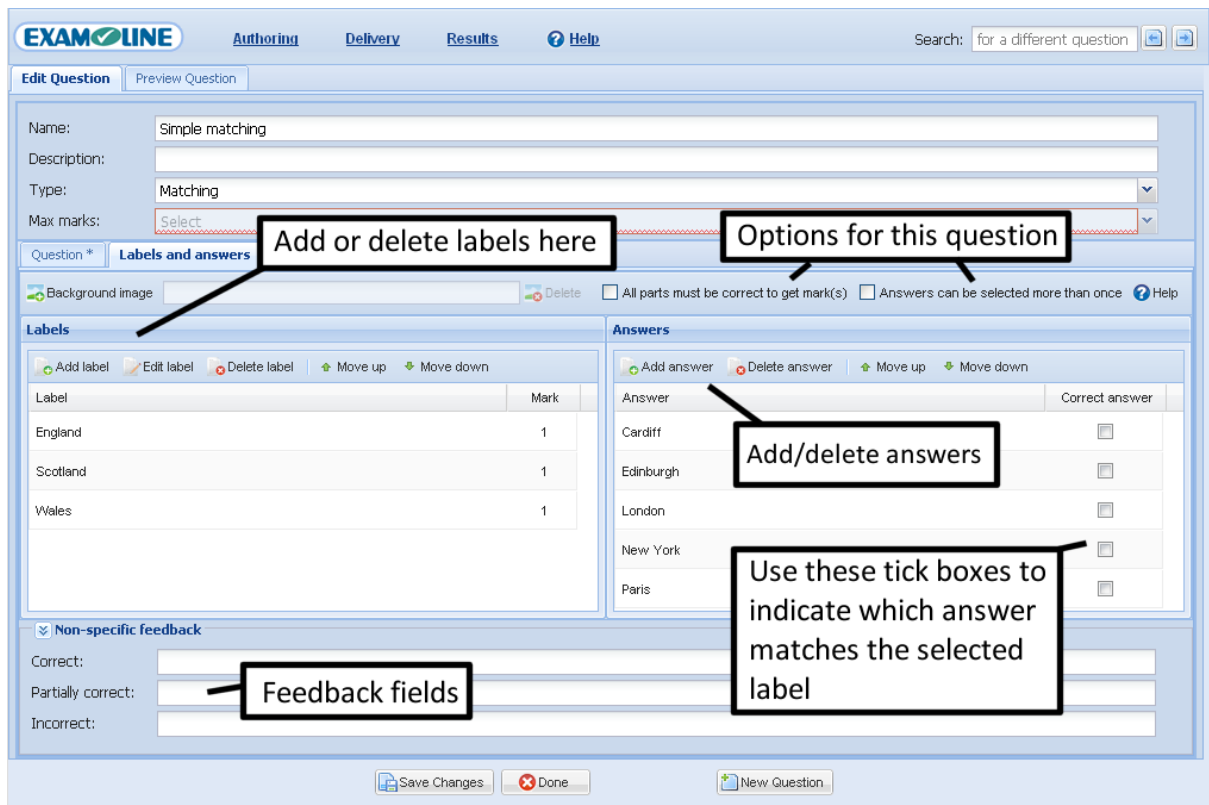 EXAM LINE Authoring Delivery Results Help Search: for a different question
Edit Question Preview Question
Name: Simple matching
Description:
Type: Matching
Max marks: Select
Add or delete labels here
Options for this question
Question * Labels and answers
Background image Delete All parts must be correct to get mark(s) Answers can be selected more than once Help
Labels
Add label Edit label Delete label Move up Move down
Label Mark
England 1
Scotland 1
Wales 1
Answers
Add answer Delete answer Move up Move down
Answer Correct answer
Cardiff
Edinburgh
London
New York
Paris
Add/delete answers
Use these tick boxes to
indicate which answer
matches the selected
label
Non-specific feedback
Correct:
Partially correct:
Incorrect:
Feedback fields
Save Changes Done New Question